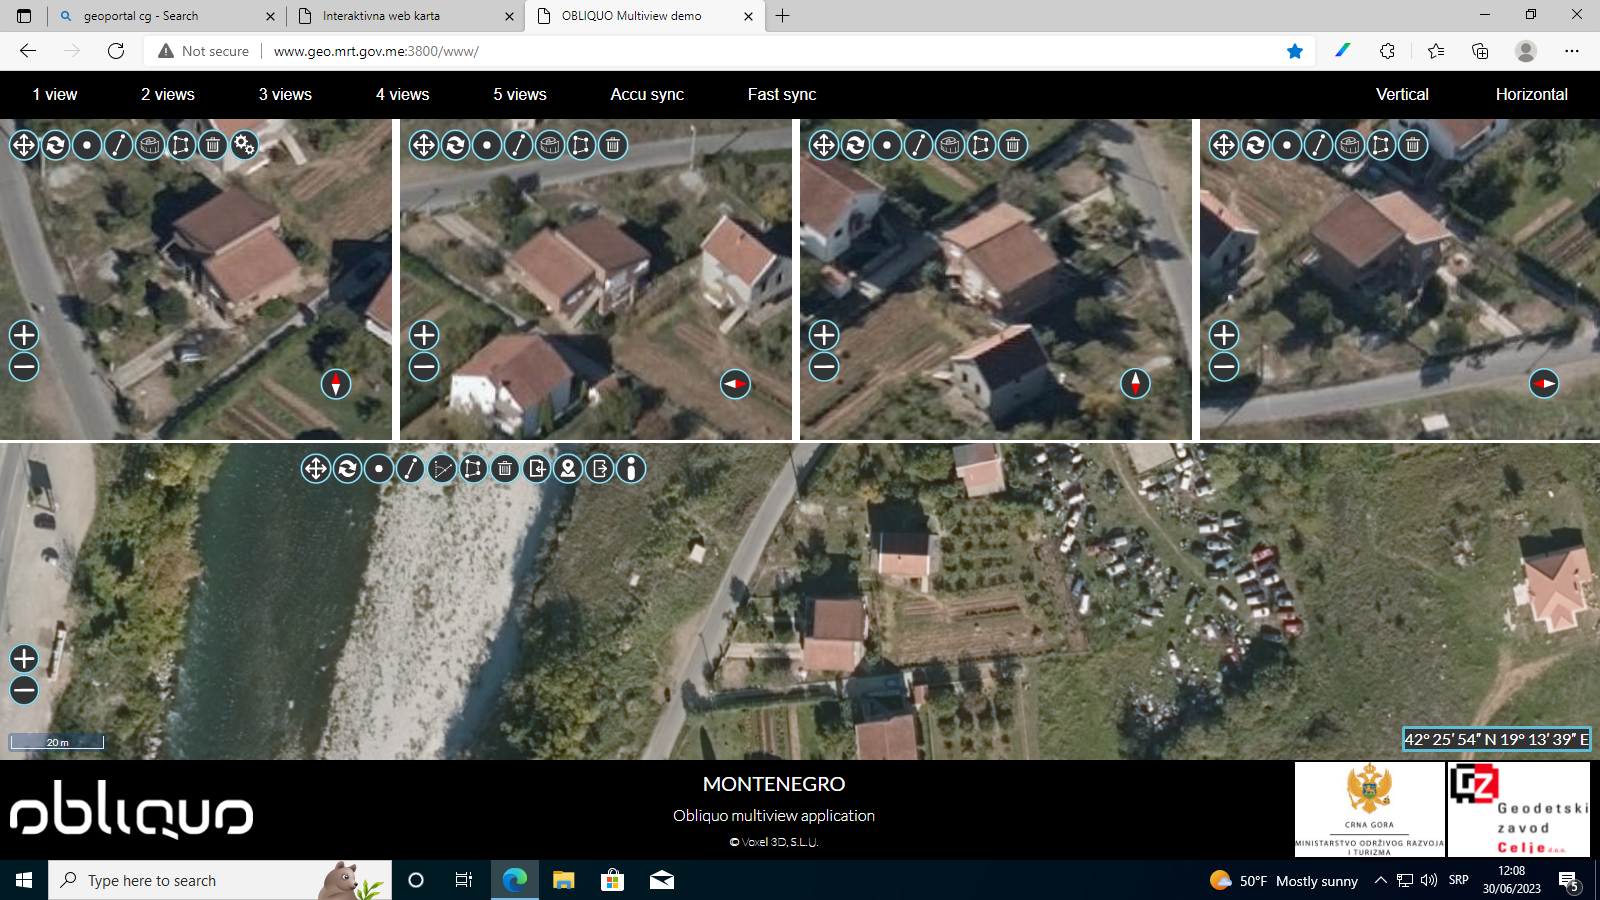 geoportal cg - Search
Interaktivna web karta
OBLIQUO Multiview demo
Not secure
www.geo.mrt.gov.me:3800/www/
1 view
2 views
3 views
4 views
5 views
Accu sync
Fast sync
Vertical
Horizontal
20 m
42° 25′ 54″ N 19° 13′ 39″ E
obliquo
MONTENEGRO
Obliquo multiview application
© Voxel 3D, S.L.U.
CRNA GORA
MINISTARSTVO ODRŽIVOG RAZVOJA
I TURIZMA
GZ
Geodetski
zavod
Celje d.o.o.
Type here to search
50°F Mostly sunny
SRP
12:08
30/06/2023
5